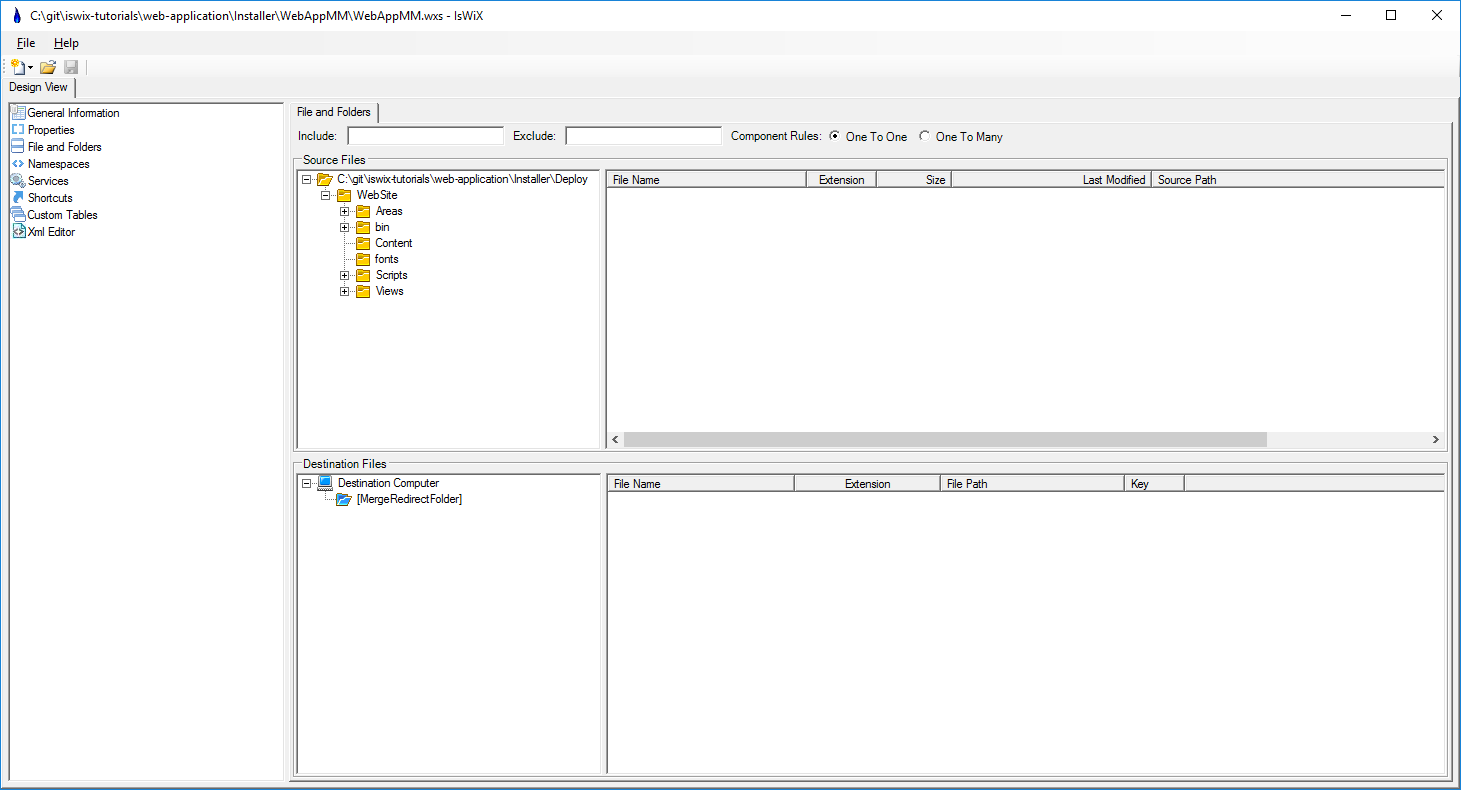 C:\git\iswix-tutorials\web-application\Installer\WebAppMM\WebAppMM.wxs - IsWiX
File Help
Design View
General Information
Properties
File and Folders
Namespaces
Services
Shortcuts
Custom Tables
Xml Editor
File and Folders
Include: Exclude: Component Rules: One To One One To Many
Source Files
C:\git\iswix-tutorials\web-application\Installer\Deploy
WebSite
Areas
bin
Content
fonts
Scripts
Views
File Name Extension Size Last Modified Source Path
Destination Files
Destination Computer
[MergeRedirectFolder]
File Name Extension File Path Key